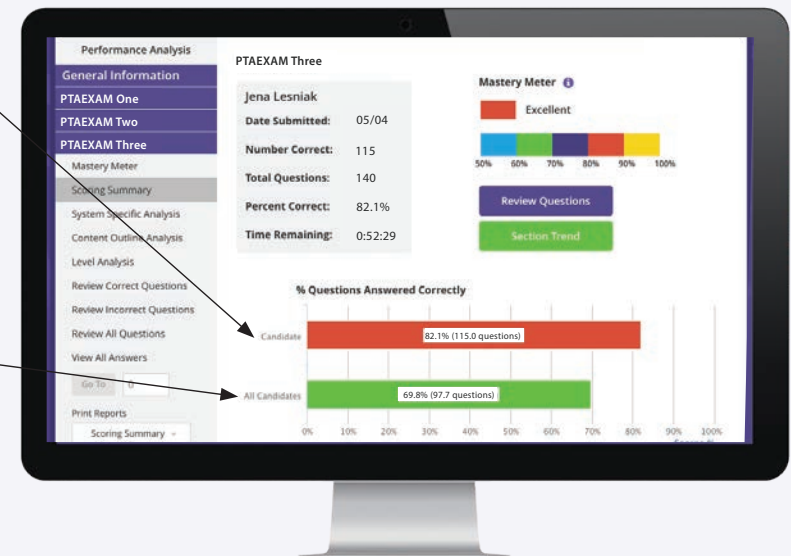 Performance Analysis
General Information
PTAEXAM One
PTAEXAM Two
PTAEXAM Three
Mastery Meter
Scoring Summary
System Specific Analysis
Content Outline Analysis
Level Analysis
Review Correct Questions
Review Incorrect Questions
Review All Questions
View All Answers
Go To 0
Print Reports
Scoring Summary
PTAEXAM Three
Jena Lesniak
Date Submitted: 05/04
Number Correct: 115
Total Questions: 140
Percent Correct: 82.1%
Time Remaining: 0:52:29
Mastery Meter
Excellent
50% 60% 70% 80% 90% 100%
Review Questions
Section Trend
% Questions Answered Correctly
Candidate 82.1% (115.0 questions)
All Candidates 69.8% (97.7 questions)
0% 10% 20% 30% 40% 50% 60% 70% 80% 90% 100%